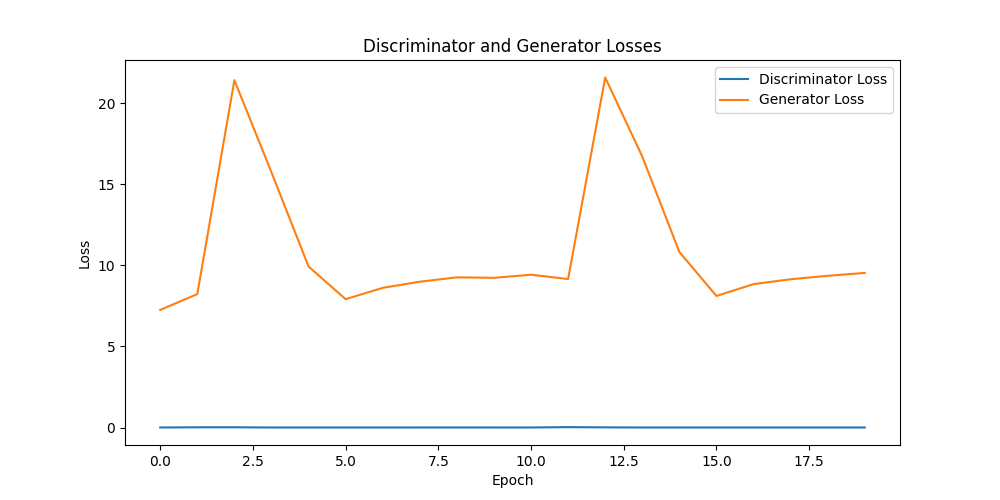 Discriminator and Generator Losses
Discriminator Loss
Generator Loss
20
15
10
5
0
Loss
0.0 2.5 5.0 7.5 10.0 12.5 15.0 17.5
Epoch